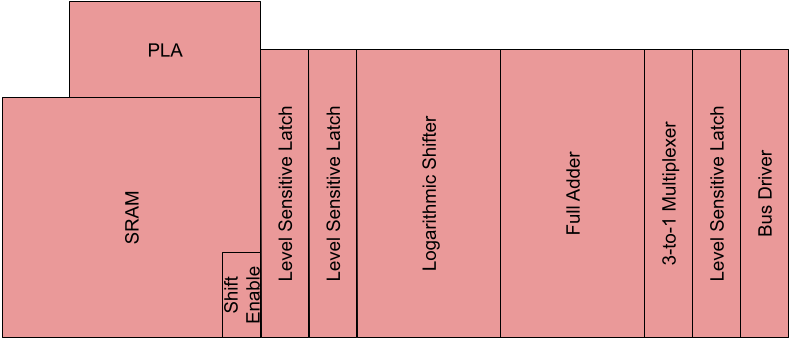 PLA
SRAM
Shift
Enable
Level Sensitive Latch
Level Sensitive Latch
Logarithmic Shifter
Full Adder
3-to-1 Multiplexer
Level Sensitive Latch
Bus Driver